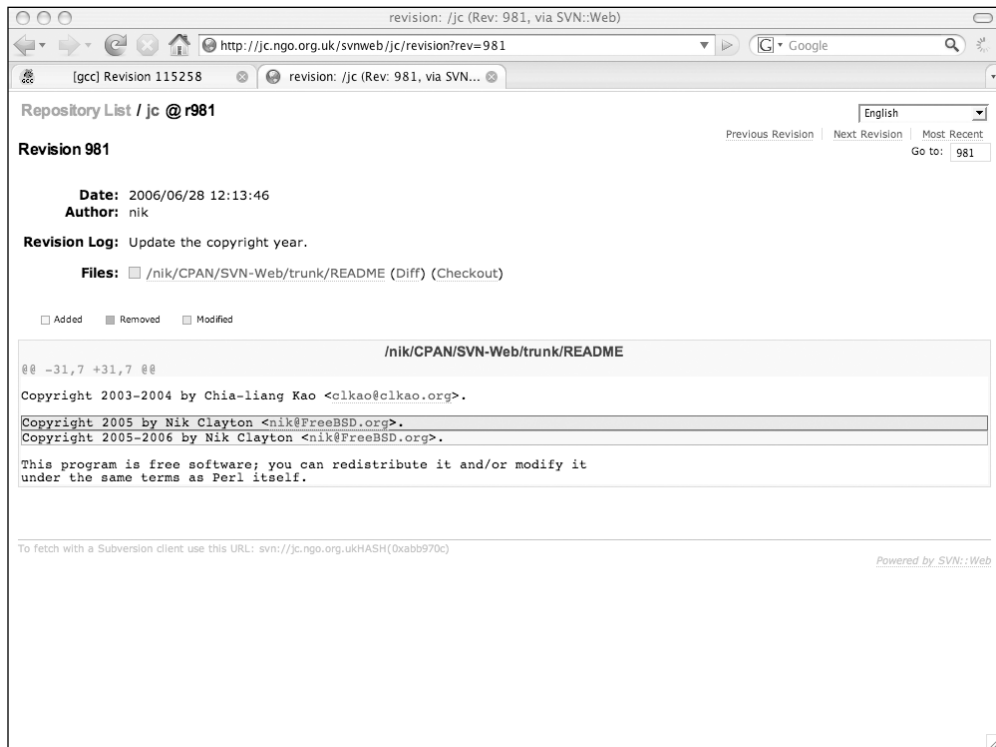 revision: /jc (Rev: 981, via SVN::Web)
http://jc.ngo.org.uk/svnweb/jc/revision?rev=981
G Google
[gcc] Revision 115258
revision: /jc (Rev: 981, via SVN...
Repository List / jc @ r981
English
Previous Revision Next Revision Most Recent
Revision 981
Go to: 981
Date: 2006/06/28 12:13:46
Author: nik
Revision Log: Update the copyright year.
Files: /nik/CPAN/SVN-Web/trunk/README (Diff) (Checkout)
Added Removed Modified
/nik/CPAN/SVN-Web/trunk/README
@@ -31,7 +31,7 @@
Copyright 2003-2004 by Chia-liang Kao <clkao@clkao.org>.
Copyright 2005 by Nik Clayton <nik@FreeBSD.org>.
Copyright 2005-2006 by Nik Clayton <nik@FreeBSD.org>.
This program is free software; you can redistribute it and/or modify it
under the same terms as Perl itself.
To fetch with a Subversion client use this URL: svn://jc.ngo.org.ukHASH(0xabb970c)
Powered by SVN::Web